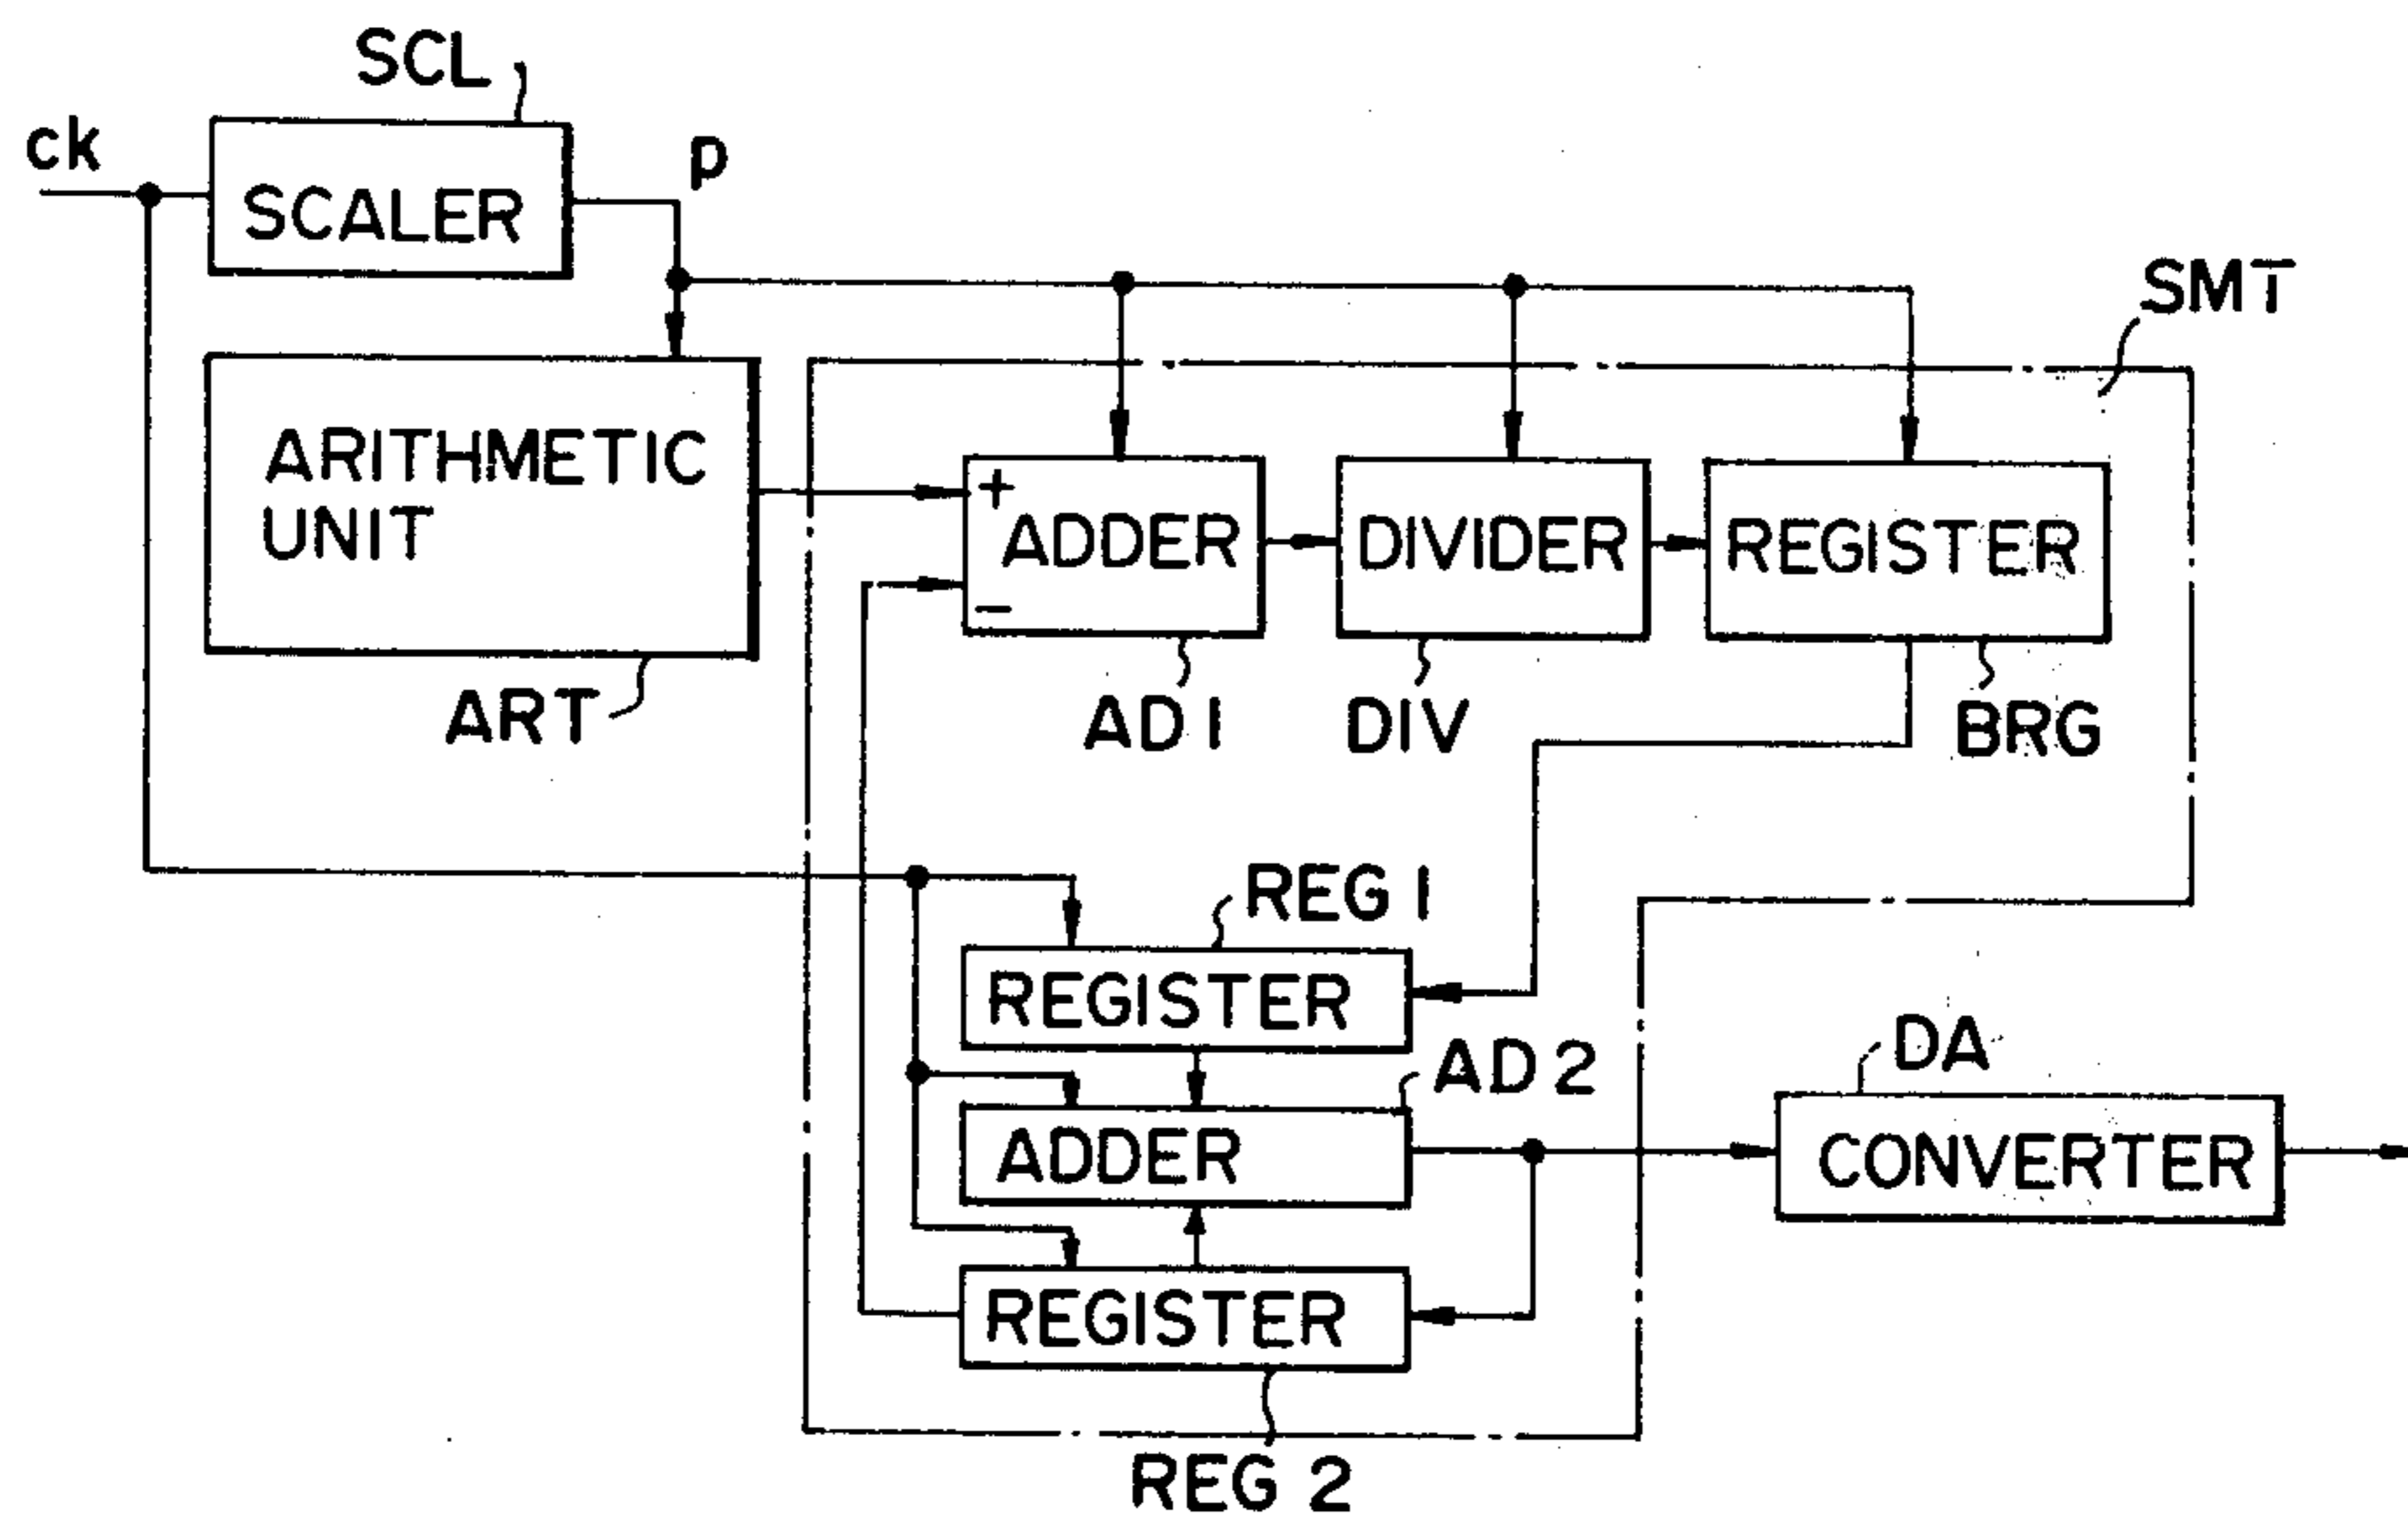 SCL
ck
SCALER
p
SMT
ARITHMETIC
UNIT
+
ADDER
−
DIVIDER
REGISTER
ART
AD 1
DIV
BRG
REG 1
REGISTER
AD 2
ADDER
DA
CONVERTER
REGISTER
REG 2